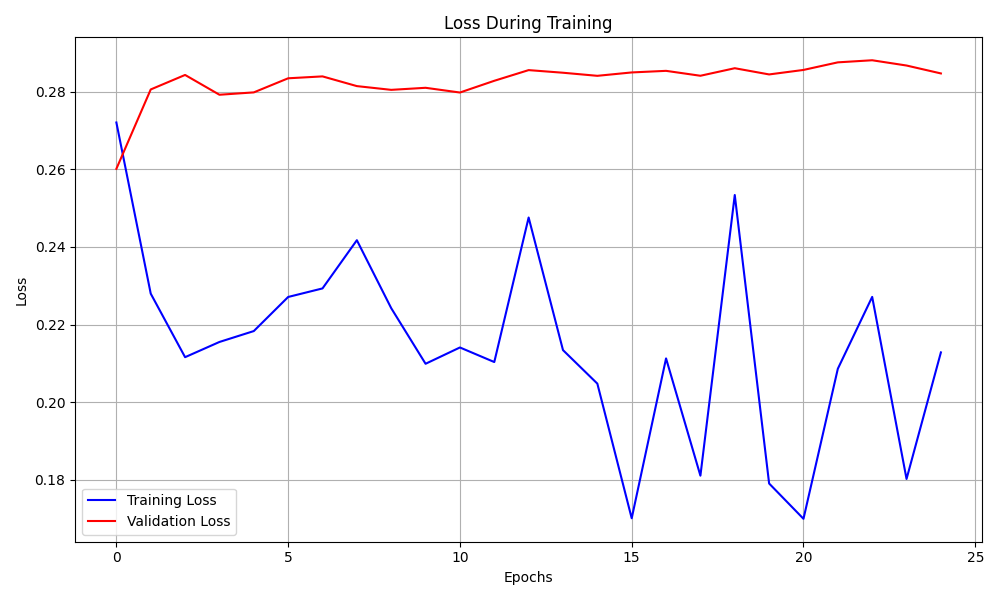 Loss During Training
Loss
0.28
0.26
0.24
0.22
0.20
0.18
Training Loss
Validation Loss
0 5 10 15 20 25
Epochs